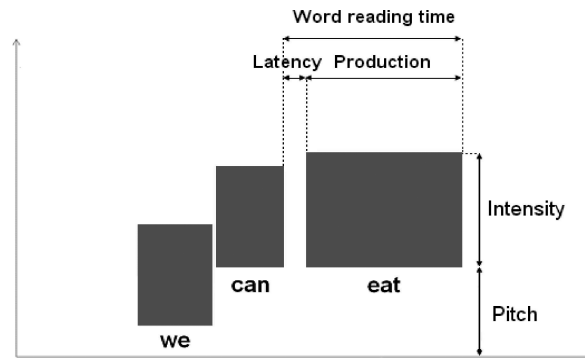 Word reading time
Latency Production
Intensity
can eat
Pitch
we